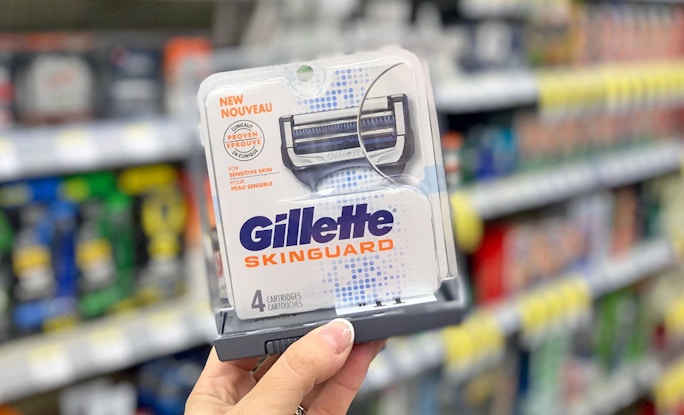 NEW
NOUVEAU
CLINICALLY
PROVEN
ÉPROUVÉ
EN CLINIQUE
FOR SENSITIVE SKIN
POUR PEAU SENSIBLE
Gillette
Gillette
SKINGUARD
4 CARTRIDGES
CARTOUCHES